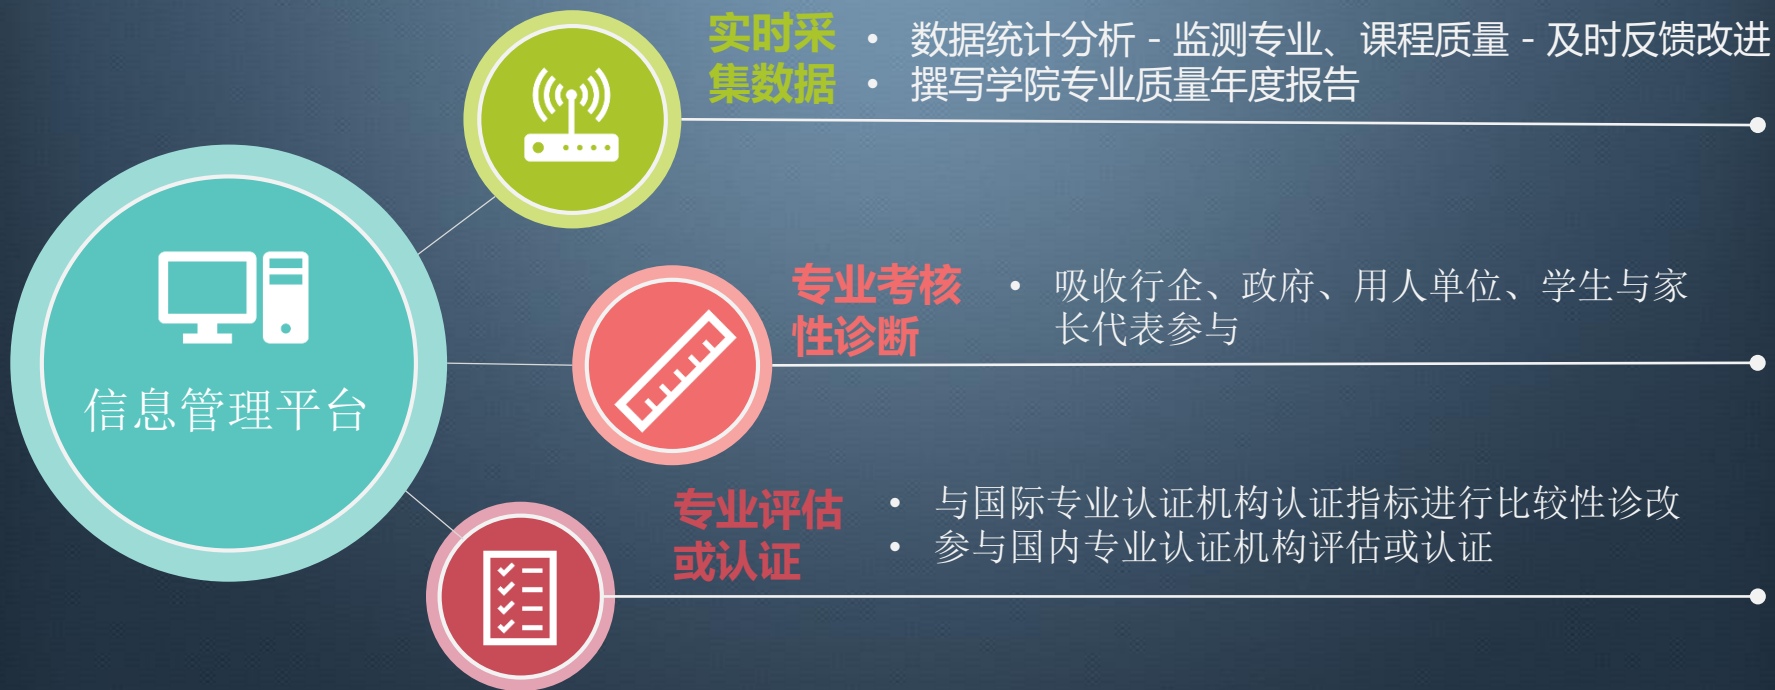 实时采
集数据
• 数据统计分析 - 监测专业、课程质量 - 及时反馈改进
• 撰写学院专业质量年度报告
信息管理平台
专业考核
性诊断
• 吸收行企、政府、用人单位、学生与家
长代表参与
专业评估
或认证
• 与国际专业认证机构认证指标进行比较性诊改
• 参与国内专业认证机构评估或认证